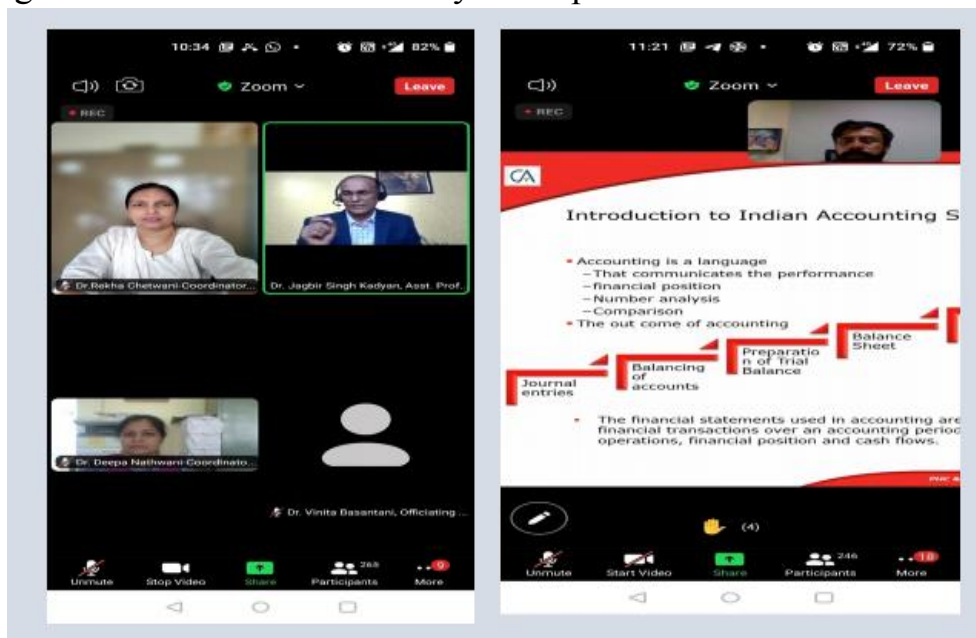 10:34
82%
Zoom
Leave
REC
Dr.Rekha Chetwani-Coordinator...
Dr. Jagbir Singh Kadyan, Asst. Prof.
Dr. Deepa Nathwani-Coordinato...
Dr. Vinita Basantani, Officiating ...
265
9
Unmute
Stop Video
Share
Participants
More
11:21
72%
Zoom
Leave
REC
CA
Introduction to Indian Accounting S
Accounting is a language
–That communicates the performance
–financial position
–Number analysis
–Comparison
The out come of accounting
Journal
entries
Balancing
of
accounts
Preparatio
n of Trial
Balance
Balance
Sheet
The financial statements used in accounting are
financial transactions over an accounting period
operations, financial position and cash flows.
(4)
246
18
Unmute
Start Video
Share
Participants
More